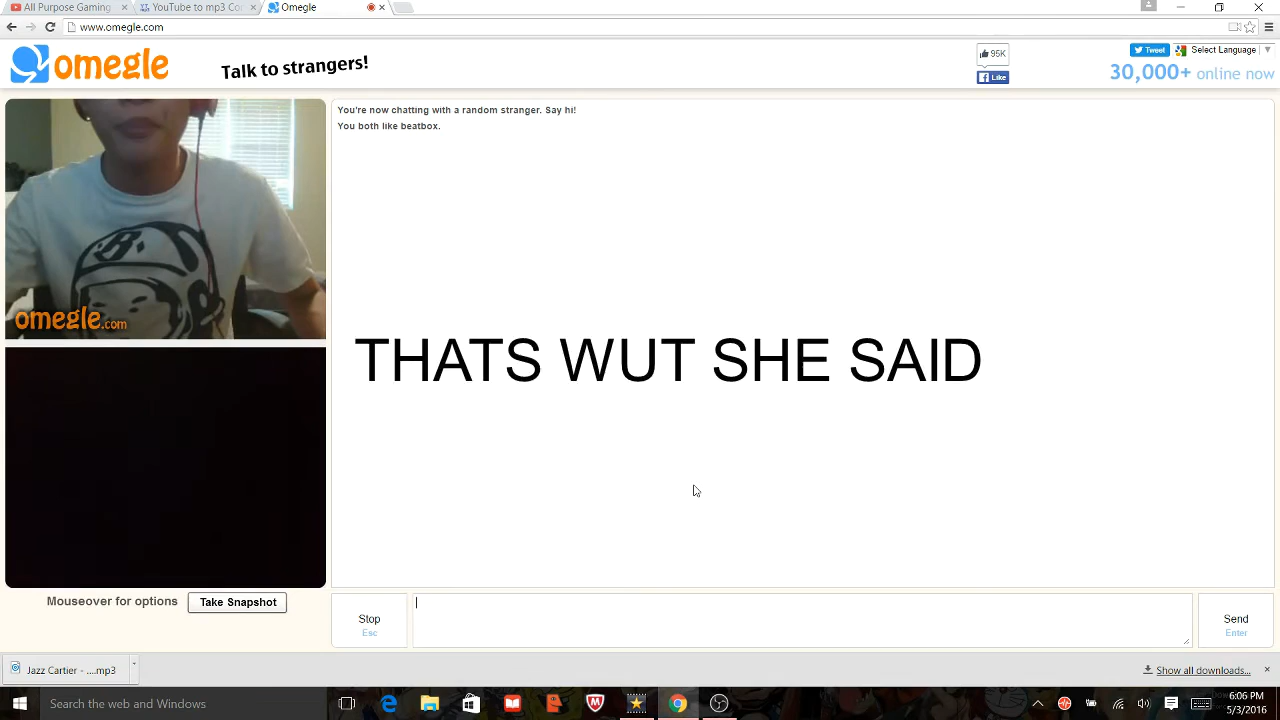 All Purpose Gaming
YouTube to mp3 Cor
Omegle
www.omegle.com
omegle
Talk to strangers!
95K
Like
Tweet
Select Language
30,000+ online now
You're now chatting with a random stranger. Say hi!
You both like beatbox.
B
omegle.com
THATS WUT SHE SAID
Mouseover for options
Take Snapshot
Stop
Esc
Send
Enter
Jazz Cartier - ....mp3
Show all downloads...
Search the web and Windows
6:06 PM
5/3/2016